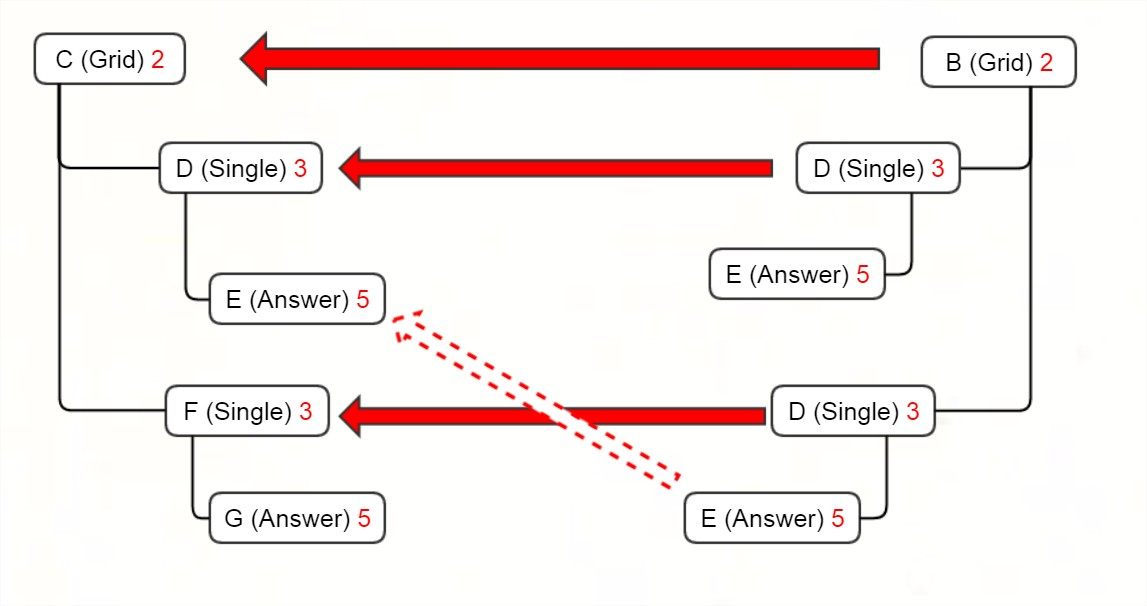 C (Grid) 2
B (Grid) 2
D (Single) 3
D (Single) 3
E (Answer) 5
E (Answer) 5
F (Single) 3
D (Single) 3
G (Answer) 5
E (Answer) 5